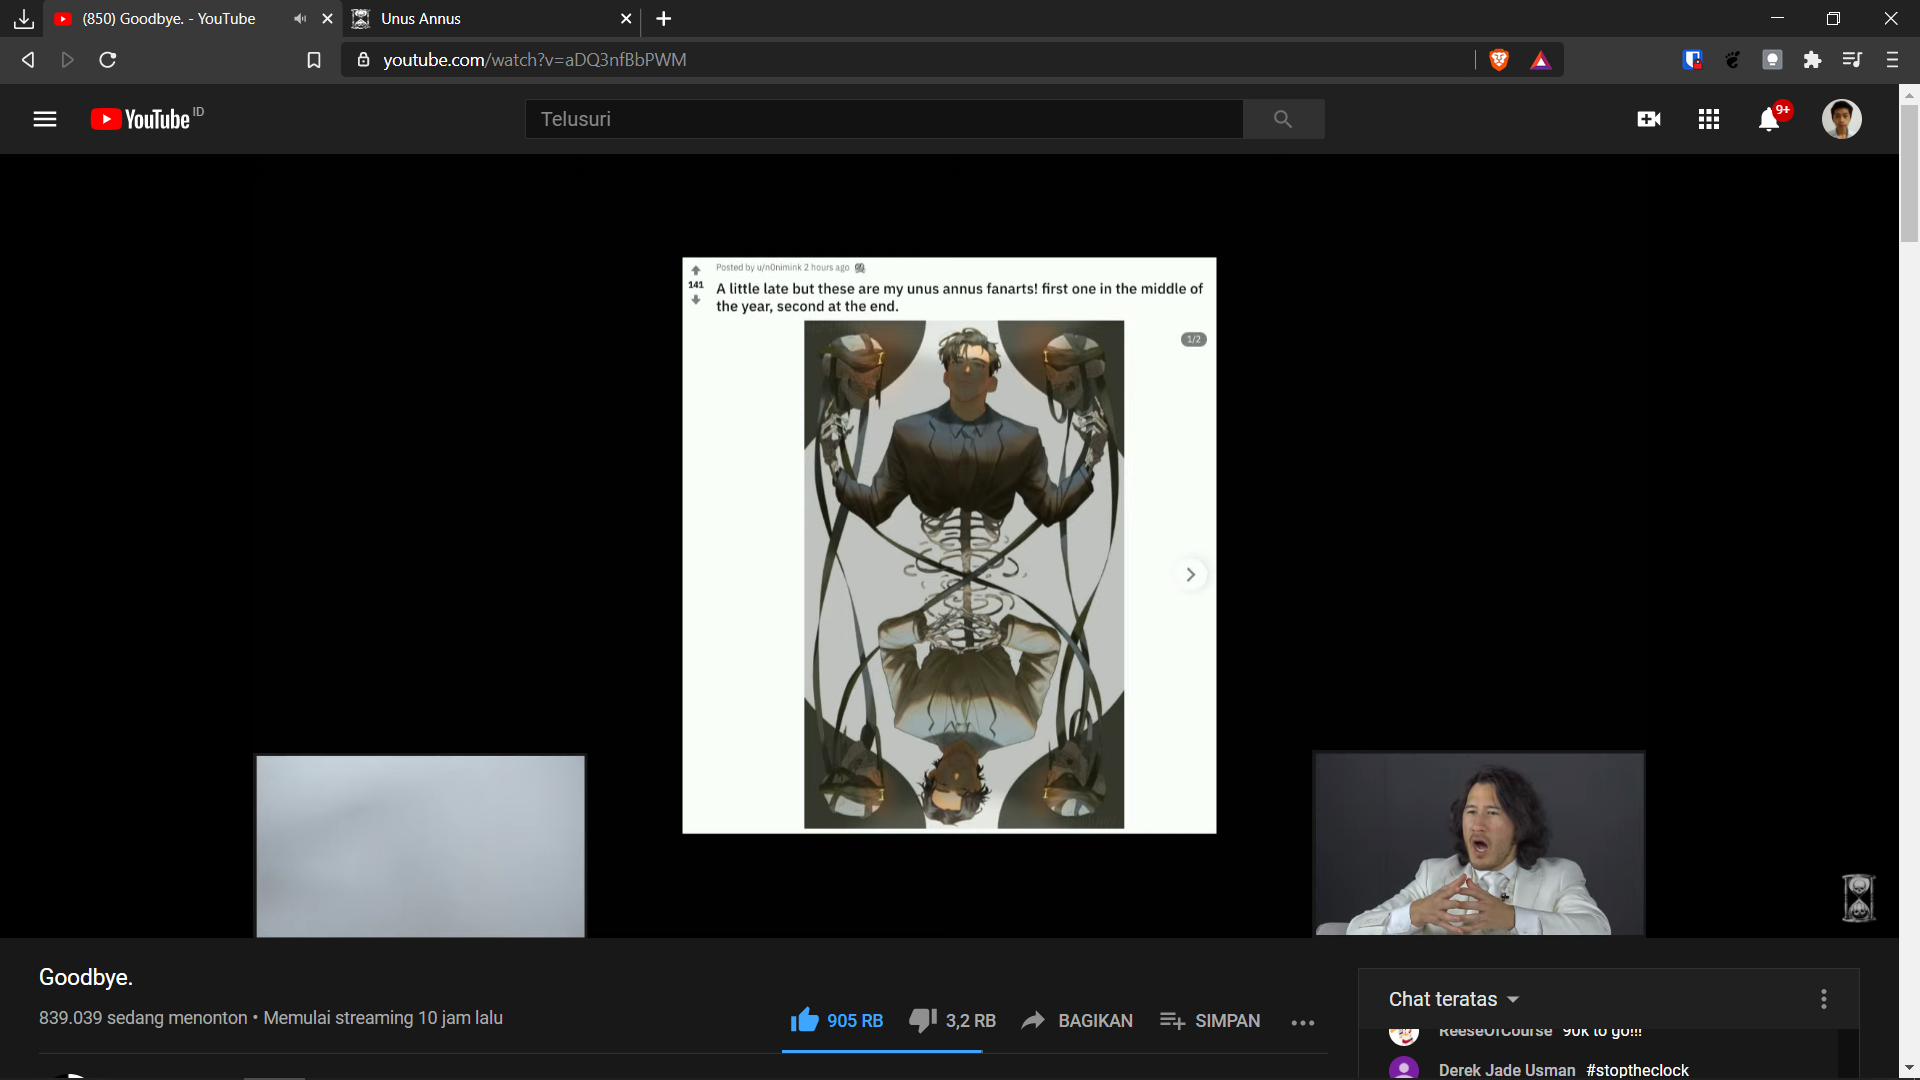 (850) Goodbye. - YouTube
Unus Annus
youtube.com/watch?v=aDQ3nfBbPWM
YouTube ID
Telusuri
9+
Posted by u/n0nimink 2 hours ago
141
A little late but these are my unus annus fanarts! first one in the middle of
the year, second at the end.
1/2
Goodbye.
839.039 sedang menonton • Memulai streaming 10 jam lalu
905 RB
3,2 RB
BAGIKAN
SIMPAN
Chat teratas
ReeseOfCourse 90k to go!!!
Derek Jade Usman #stoptheclock